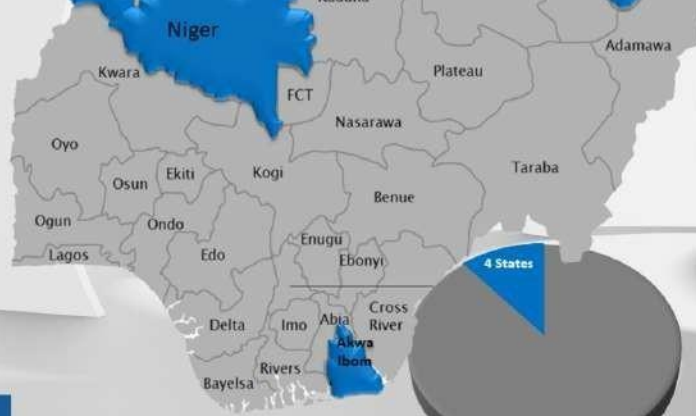 Niger
Adamawa
Kwara
Plateau
FCT
Nasarawa
Oyo
Taraba
Ekiti
Kogi
Osun
Benue
Ogun
Ondo
Enugu
Lagos
Edo
Ebonyi
4 States
Cross
River
Delta
Imo
Abia
Akwa
Ibom
Rivers
Bayelsa